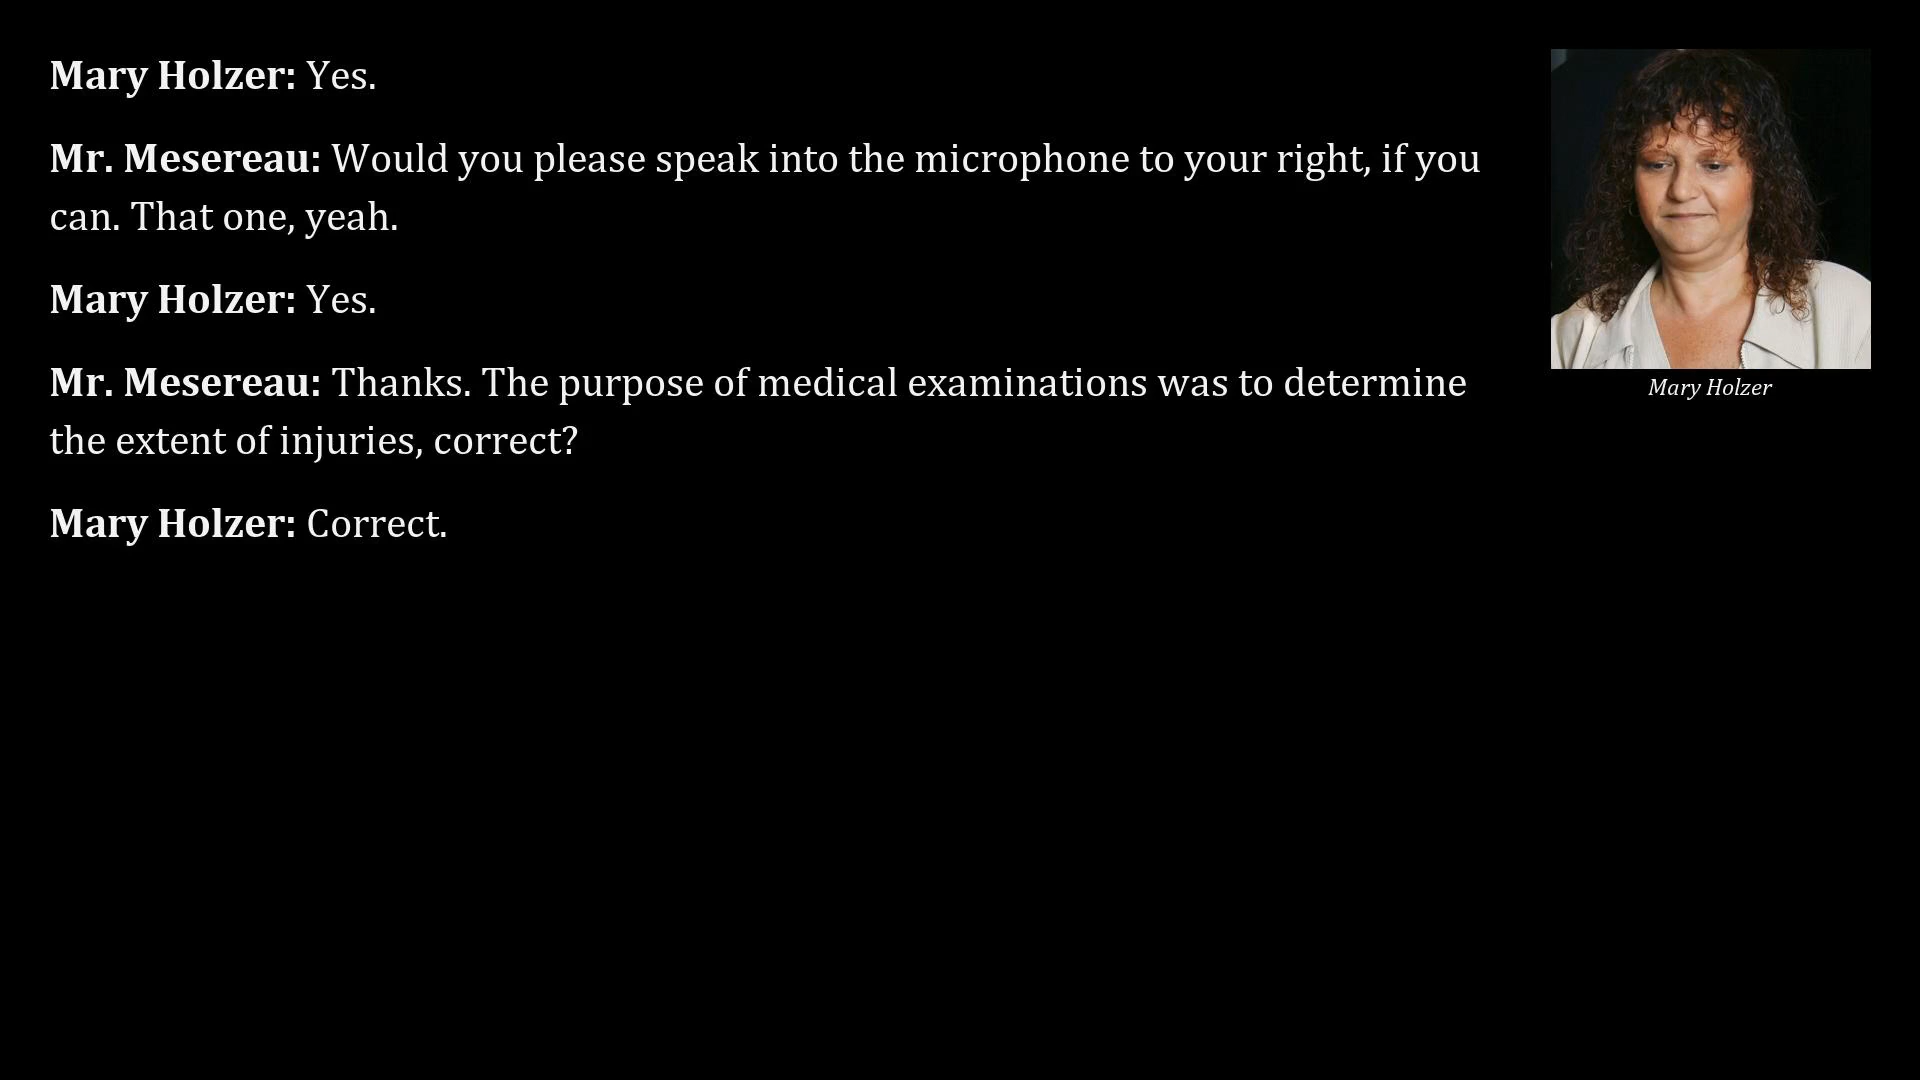 Mary Holzer: Yes.
Mr. Mesereau: Would you please speak into the microphone to your right, if you
can. That one, yeah.
Mary Holzer: Yes.
Mr. Mesereau: Thanks. The purpose of medical examinations was to determine
the extent of injuries, correct?
Mary Holzer: Correct.
Mary Holzer